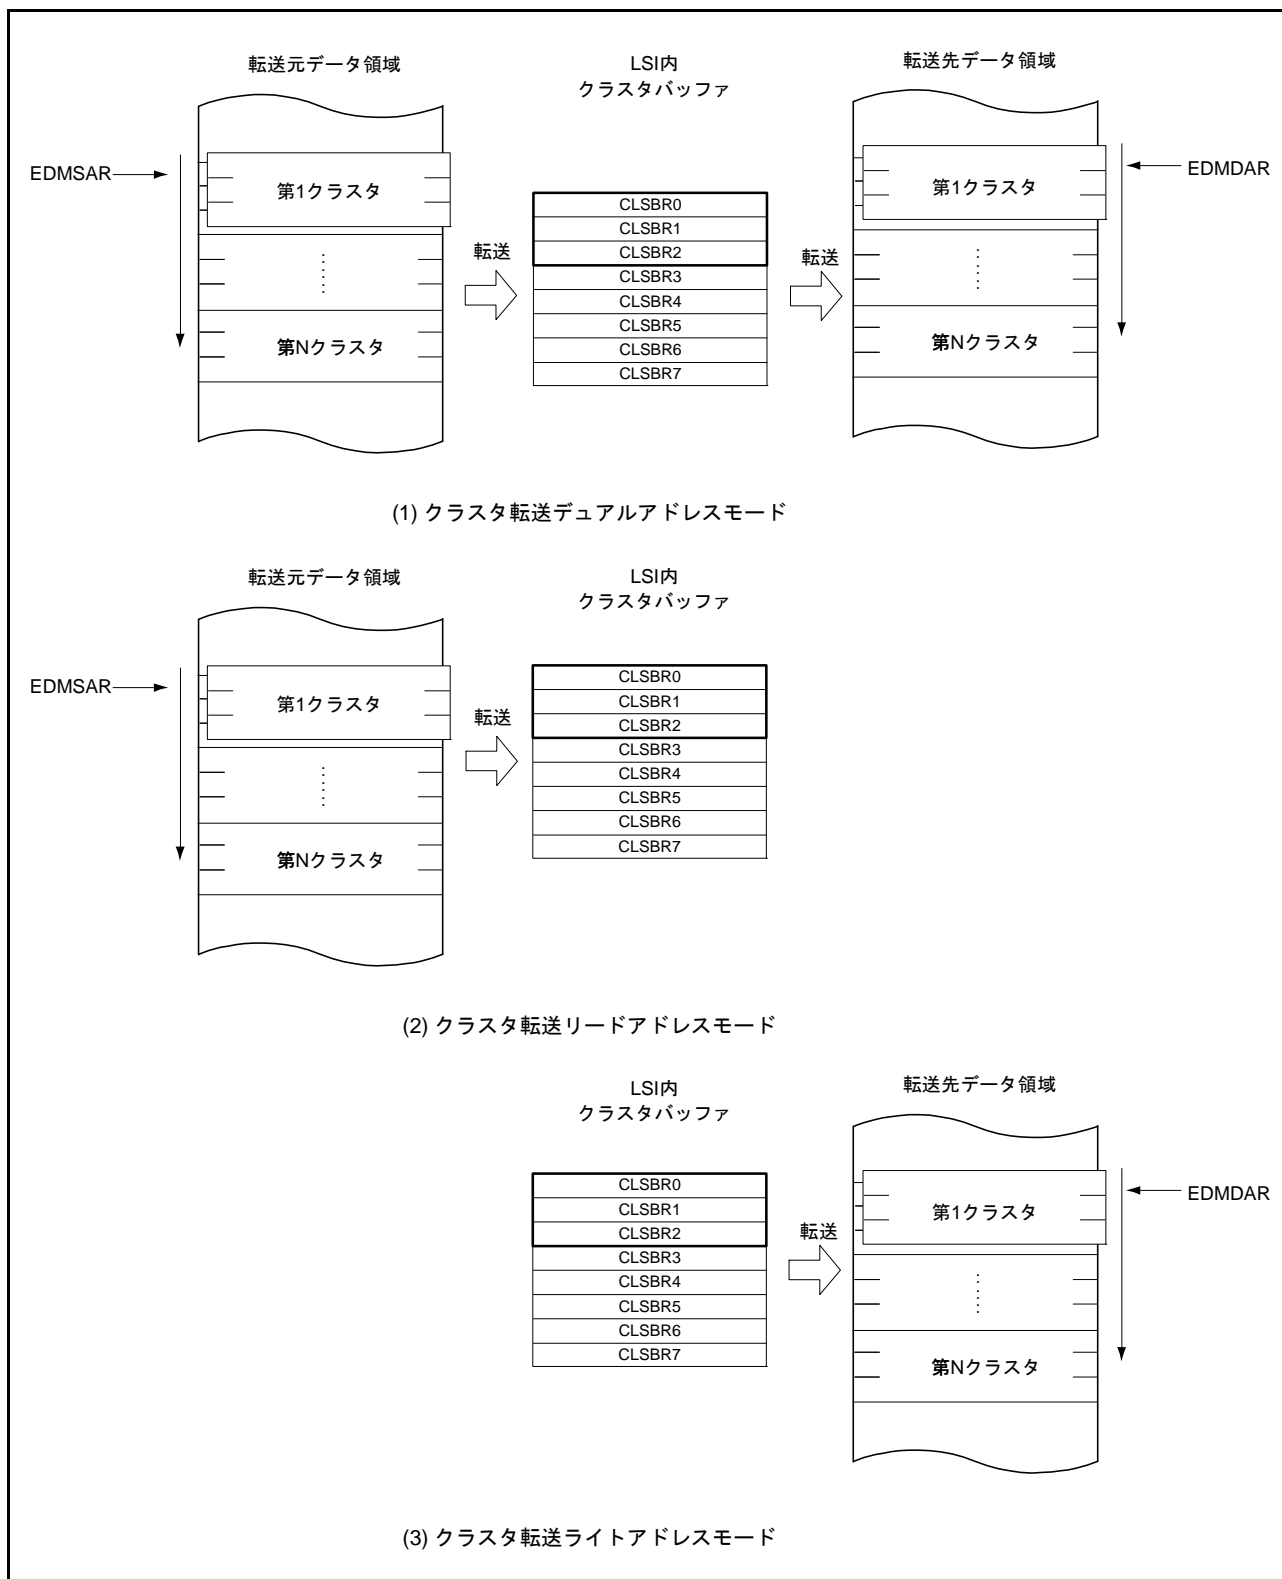 転送元データ領域
LSI内
クラスタバッファ
転送先データ領域
EDMSAR
第1クラスタ
第Nクラスタ
転送
CLSBR0
CLSBR1
CLSBR2
CLSBR3
CLSBR4
CLSBR5
CLSBR6
CLSBR7
転送
第1クラスタ
第Nクラスタ
EDMDAR
(1) クラスタ転送デュアルアドレスモード
転送元データ領域
LSI内
クラスタバッファ
EDMSAR
第1クラスタ
第Nクラスタ
転送
CLSBR0
CLSBR1
CLSBR2
CLSBR3
CLSBR4
CLSBR5
CLSBR6
CLSBR7
(2) クラスタ転送リードアドレスモード
LSI内
クラスタバッファ
転送先データ領域
CLSBR0
CLSBR1
CLSBR2
CLSBR3
CLSBR4
CLSBR5
CLSBR6
CLSBR7
転送
第1クラスタ
第Nクラスタ
EDMDAR
(3) クラスタ転送ライトアドレスモード